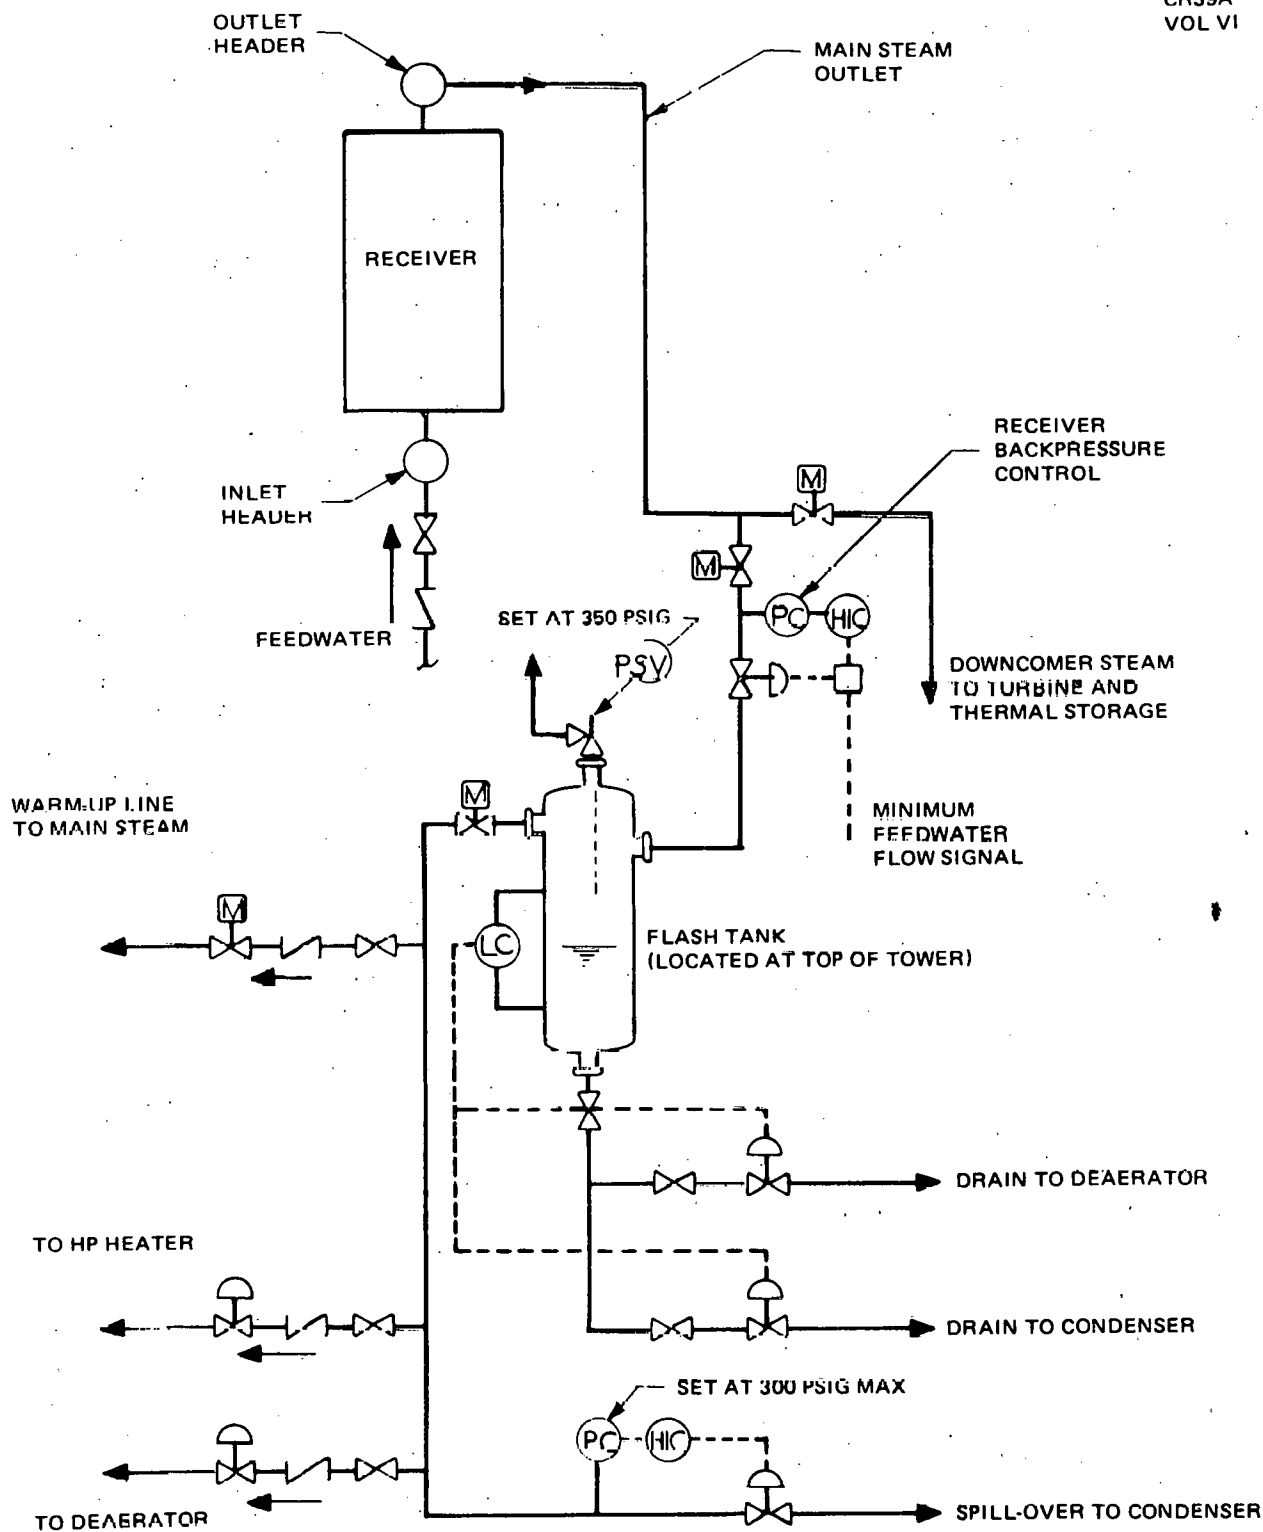 VOL VI
OUTLET
HEADER
MAIN STEAM
OUTLET
RECEIVER
RECEIVER
BACKPRESSURE
CONTROL
INLET
HEADER
M
M
PC
HIC
SET AT 350 PSIG
PSV
FEEDWATER
DOWNCOMER STEAM
TO TURBINE AND
THERMAL STORAGE
M
WARM-UP LINE
TO MAIN STEAM
MINIMUM
FEEDWATER
FLOW SIGNAL
M
LC
FLASH TANK
(LOCATED AT TOP OF TOWER)
DRAIN TO DEAERATOR
TO HP HEATER
DRAIN TO CONDENSER
SET AT 300 PSIG MAX
PC
HIC
TO DEAERATOR
SPILL-OVER TO CONDENSER